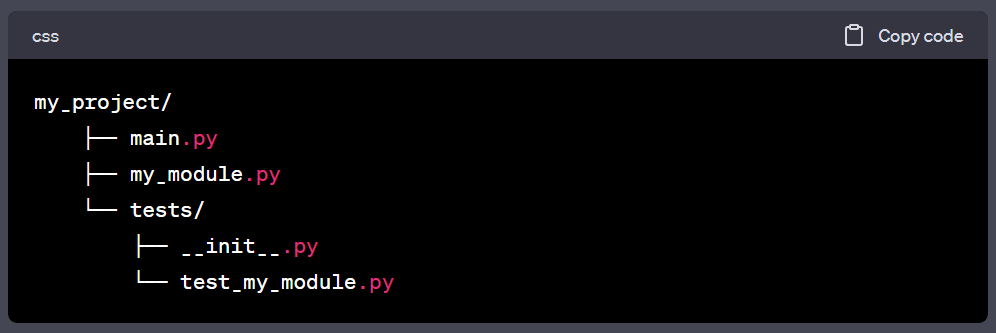 css
Copy code
my_project/
    ├── main.py
    ├── my_module.py
    └── tests/
        ├── __init__.py
        └── test_my_module.py